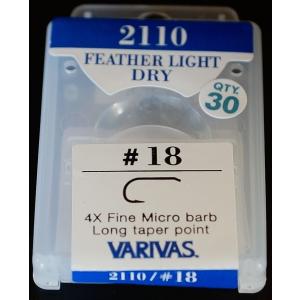 2110
FEATHER LIGHT
DRY
QTY.
30
# 18
4X Fine Micro barb
Long taper point
VARIVAS
2110/#18